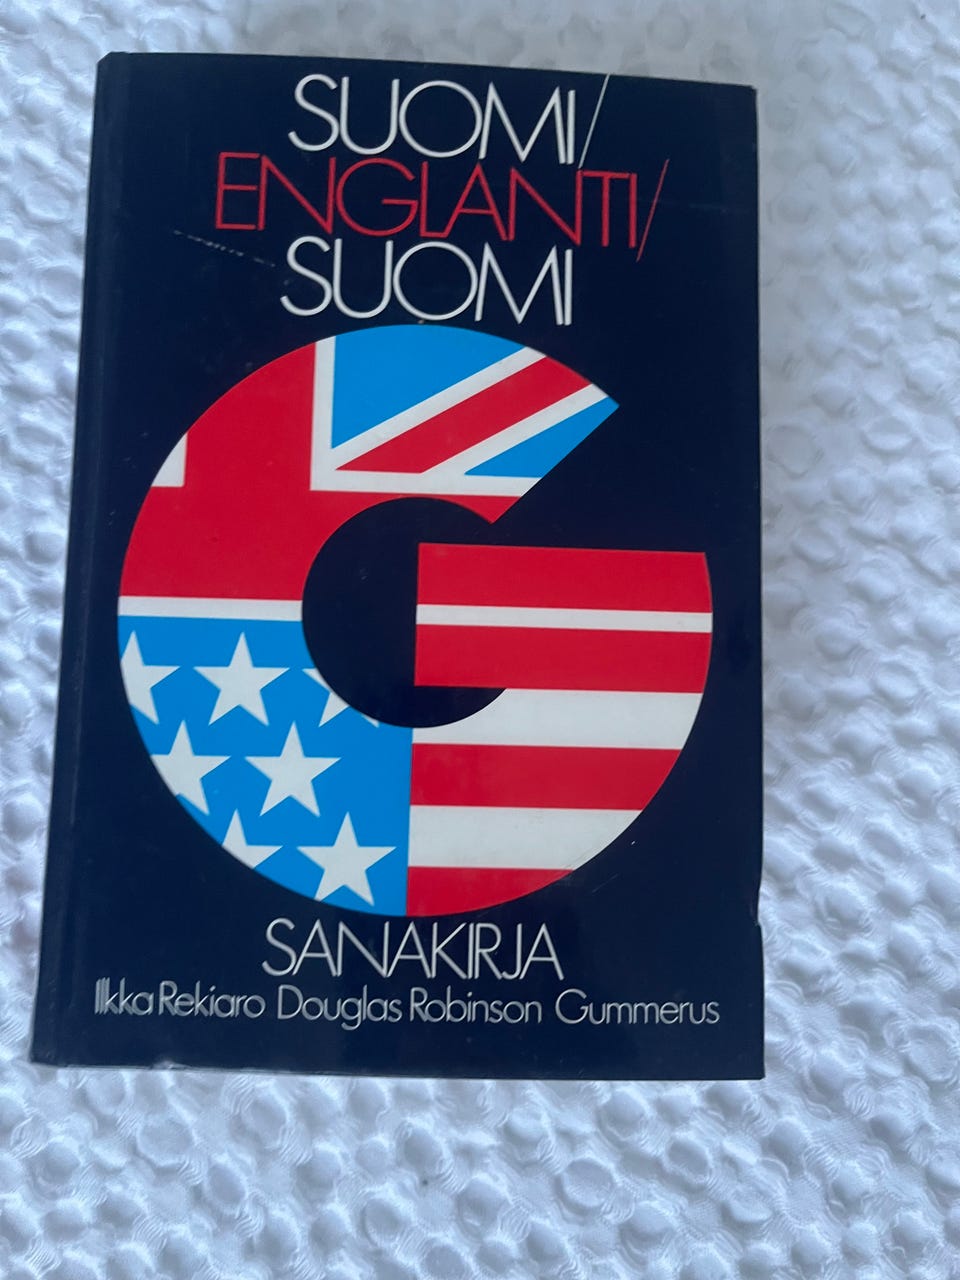 SUOMI/
ENGLANTI/
SUOMI
G
SANAKIRJA
Ilkka Rekiaro Douglas Robinson Gummerus